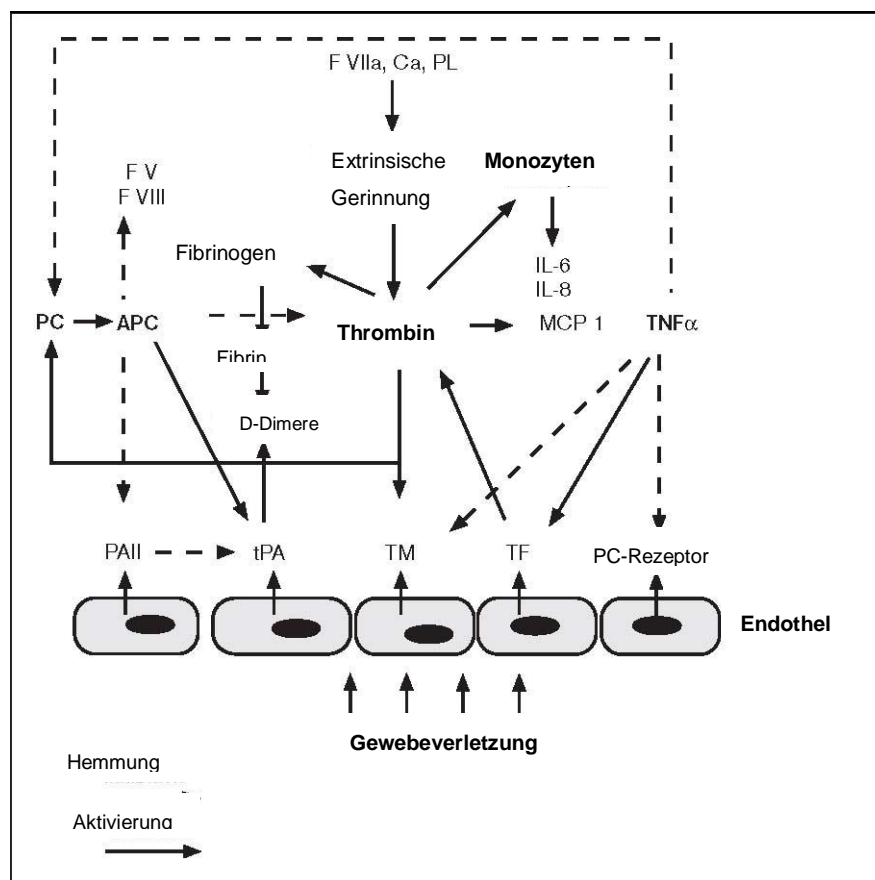 F VIIa, Ca, PL
Extrinsische
Gerinnung
Monozyten
F V
F VIII
Fibrinogen
IL-6
IL-8
MCP 1
PC
APC
Thrombin
TNFα
Fibrin
D-Dimere
PAII
tPA
TM
TF
PC-Rezeptor
Endothel
Gewebeverletzung
Hemmung
Aktivierung